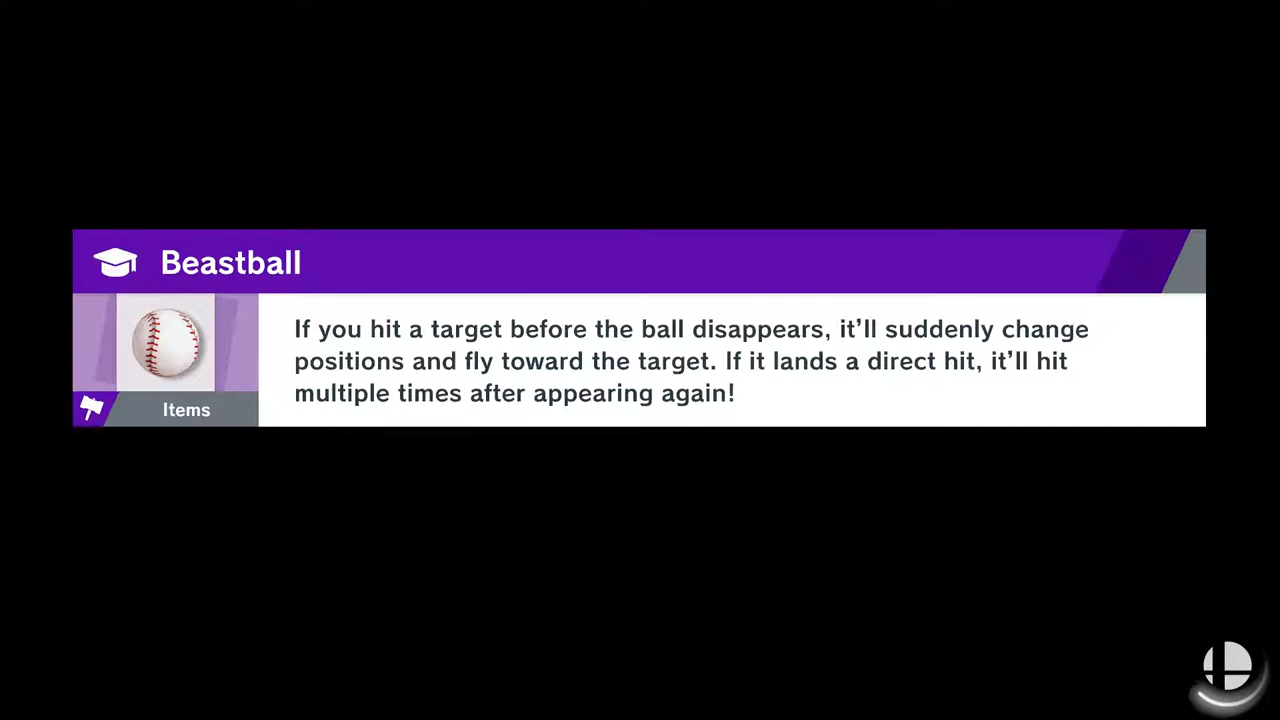 Beastball
If you hit a target before the ball disappears, it’ll suddenly change
positions and fly toward the target. If it lands a direct hit, it’ll hit
multiple times after appearing again!
Items